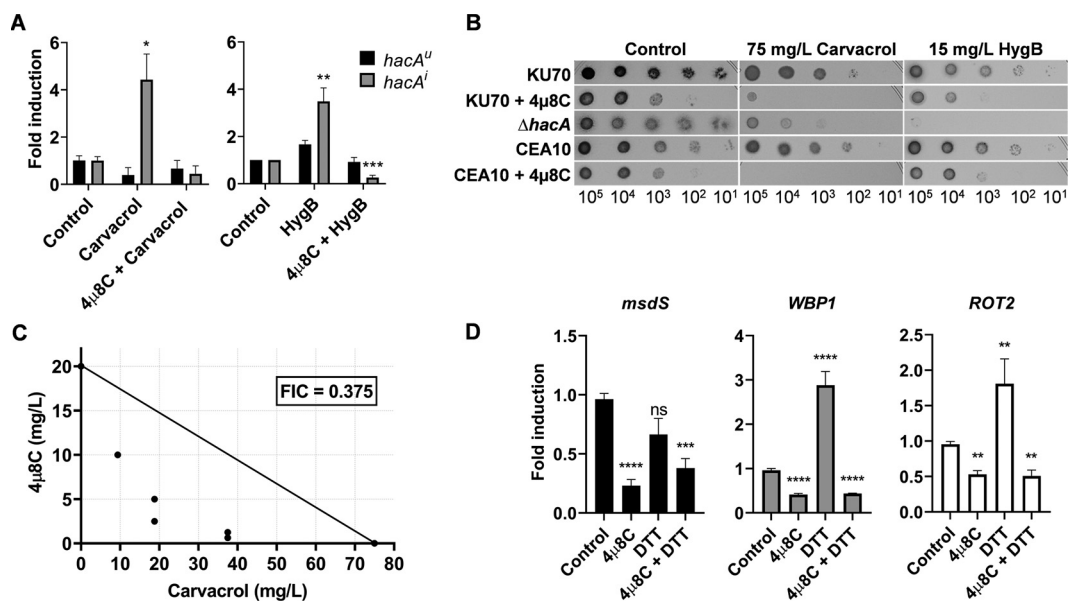 A
6
4
2
0
Fold induction
Control
Carvacrol
4µ8C + Carvacrol
*
6
4
2
0
Control
HygB
4µ8C + HygB
**
***
hacAᵘ
hacAⁱ
B
Control
75 mg/L Carvacrol
15 mg/L HygB
KU70
KU70 + 4µ8C
ΔhacA
CEA10
CEA10 + 4µ8C
10⁵ 10⁴ 10³ 10² 10¹ 10⁵ 10⁴ 10³ 10² 10¹ 10⁵ 10⁴ 10³ 10² 10¹
C
4µ8C (mg/L)
20
15
10
5
0
FIC = 0.375
0 10 20 30 40 50 60 70 80
Carvacrol (mg/L)
D
msdS
Fold induction
1.5
1.0
0.5
0.0
****
ns
***
Control
4µ8C
DTT
4µ8C + DTT
WBP1
4
3
2
1
0
****
****
****
Control
4µ8C
DTT
4µ8C + DTT
ROT2
2.5
2.0
1.5
1.0
0.5
0.0
**
**
**
Control
4µ8C
DTT
4µ8C + DTT